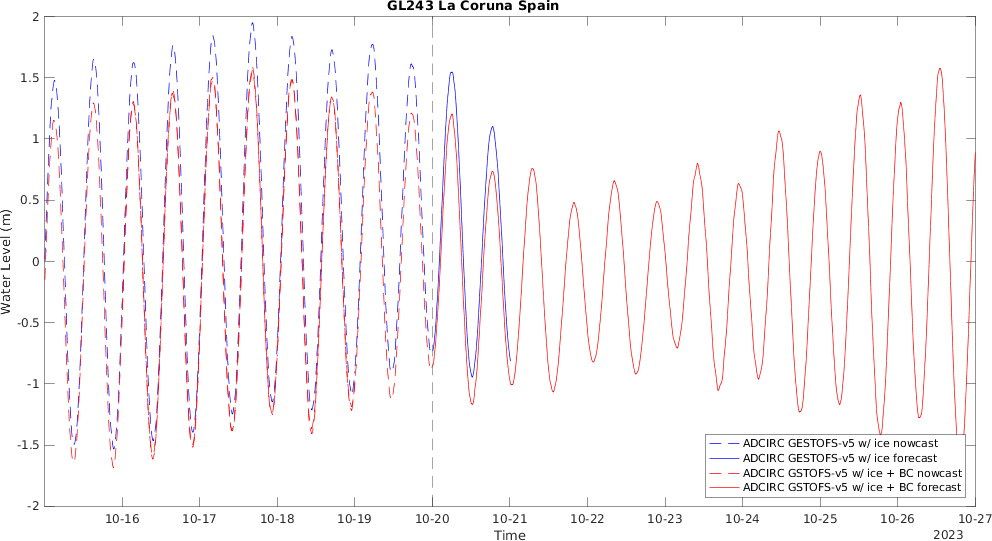 GL243 La Coruna Spain
2
1.5
1
0.5
0
-0.5
-1
-1.5
-2
Water Level (m)
ADCIRC GESTOFS-v5 w/ ice nowcast
ADCIRC GESTOFS-v5 w/ ice forecast
ADCIRC GSTOFS-v5 w/ ice + BC nowcast
ADCIRC GSTOFS-v5 w/ ice + BC forecast
10-16 10-17 10-18 10-19 10-20 10-21 10-22 10-23 10-24 10-25 10-26 10-27
Time 2023